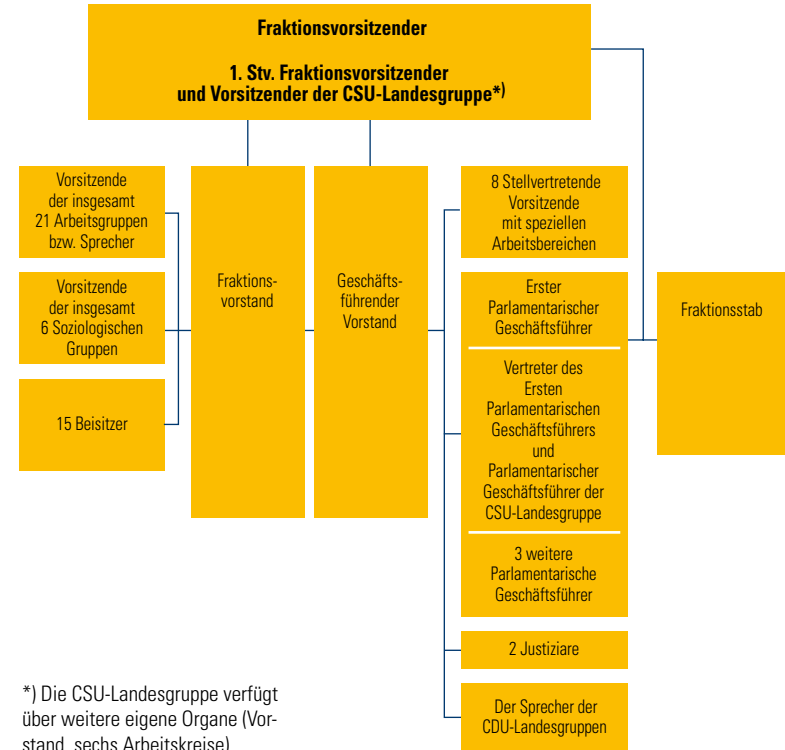 Fraktionsvorsitzender
1. Stv. Fraktionsvorsitzender
und Vorsitzender der CSU-Landesgruppe*)
Vorsitzende
der insgesamt
21 Arbeitsgruppen
bzw. Sprecher
Vorsitzende
der insgesamt
6 Soziologischen
Gruppen
15 Beisitzer
Fraktions-
vorstand
Geschäfts-
führender
Vorstand
8 Stellvertretende
Vorsitzende
mit speziellen
Arbeitsbereichen
Erster
Parlamentarischer
Geschäftsführer
Vertreter des
Ersten
Parlamentarischen
Geschäftsführers
und
Parlamentarischer
Geschäftsführer der
CSU-Landesgruppe
3 weitere
Parlamentarische
Geschäftsführer
2 Justiziare
Der Sprecher der
CDU-Landesgruppen
Fraktionsstab
*) Die CSU-Landesgruppe verfügt
über weitere eigene Organe (Vor-
stand, sechs Arbeitskreise)